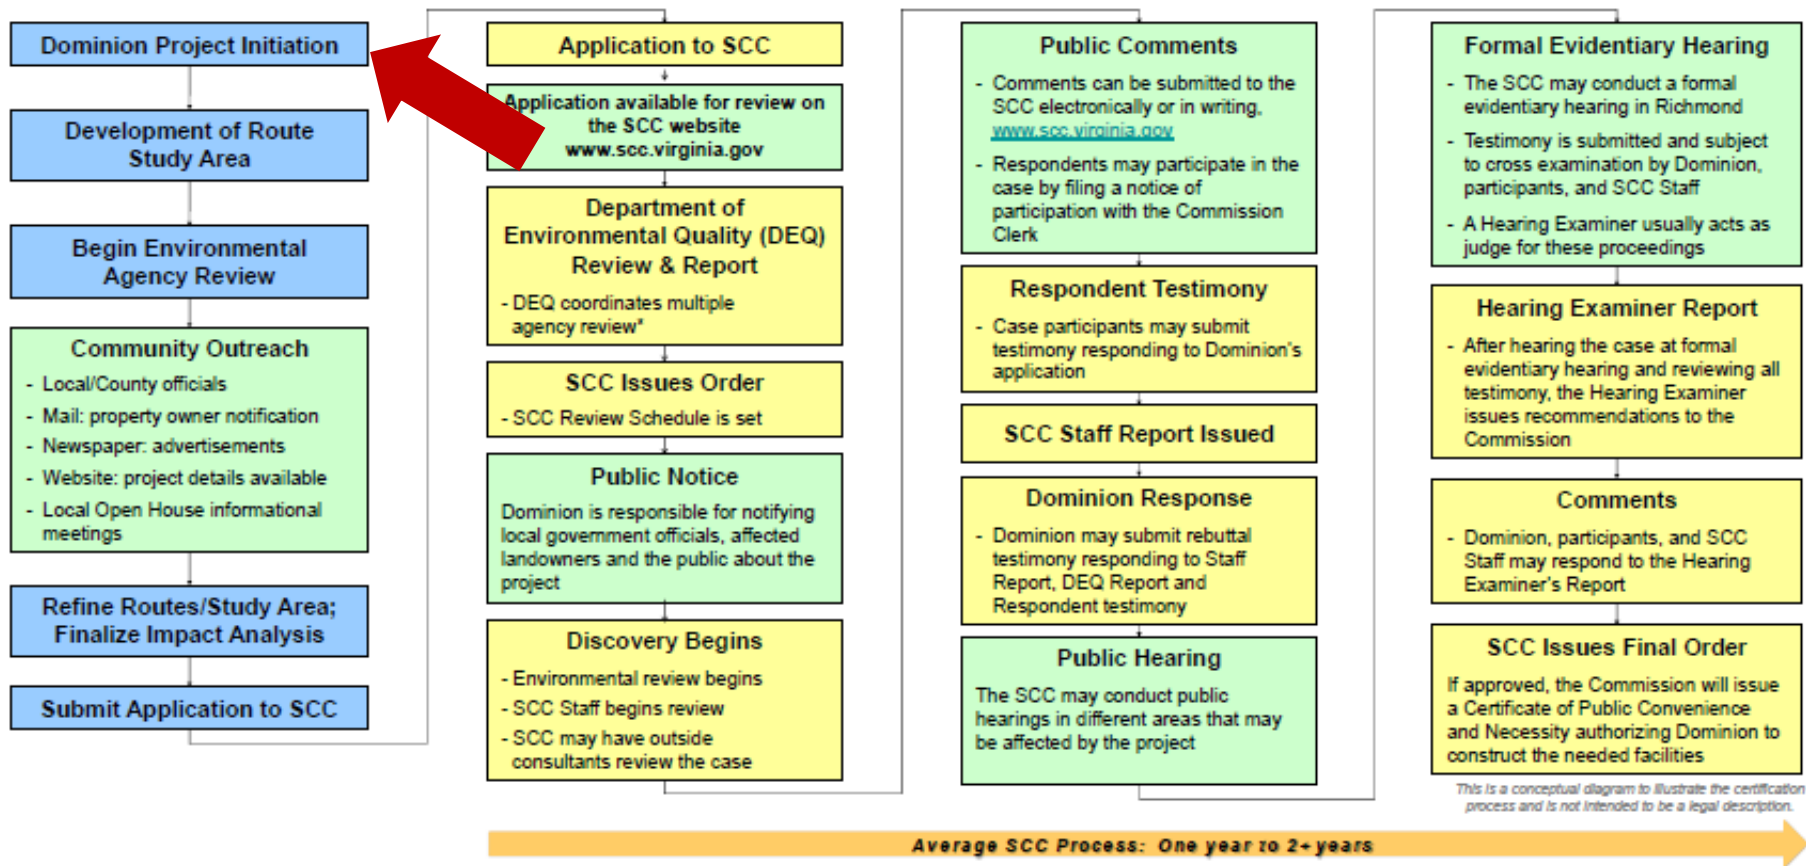 Dominion Project Initiation
Development of Route
Study Area
Begin Environmental
Agency Review
Community Outreach
- Local/County officials
- Mail: property owner notification
- Newspaper: advertisements
- Website: project details available
- Local Open House informational
meetings
Refine Routes/Study Area;
Finalize Impact Analysis
Submit Application to SCC
Application to SCC
Application available for review on
the SCC website
www.scc.virginia.gov
Department of
Environmental Quality (DEQ)
Review & Report
- DEQ coordinates multiple
agency review*
SCC Issues Order
- SCC Review Schedule is set
Public Notice
Dominion is responsible for notifying
local government officials, affected
landowners and the public about the
project
Discovery Begins
- Environmental review begins
- SCC Staff begins review
- SCC may have outside
consultants review the case
Public Comments
- Comments can be submitted to the
SCC electronically or in writing,
www.scc.virginia.gov
- Respondents may participate in the
case by filing a notice of
participation with the Commission
Clerk
Respondent Testimony
- Case participants may submit
testimony responding to Dominion's
application
SCC Staff Report Issued
Dominion Response
- Dominion may submit rebuttal
testimony responding to Staff
Report, DEQ Report and
Respondent testimony
Public Hearing
The SCC may conduct public
hearings in different areas that may
be affected by the project
Formal Evidentiary Hearing
- The SCC may conduct a formal
evidentiary hearing in Richmond
- Testimony is submitted and subject
to cross examination by Dominion,
participants, and SCC Staff
- A Hearing Examiner usually acts as
judge for these proceedings
Hearing Examiner Report
- After hearing the case at formal
evidentiary hearing and reviewing all
testimony, the Hearing Examiner
issues recommendations to the
Commission
Comments
- Dominion, participants, and SCC
Staff may respond to the Hearing
Examiner's Report
SCC Issues Final Order
If approved, the Commission will issue
a Certificate of Public Convenience
and Necessity authorizing Dominion to
construct the needed facilities
This is a conceptual diagram to illustrate the certification
process and is not intended to be a legal description.
Average SCC Process: One year to 2+ years